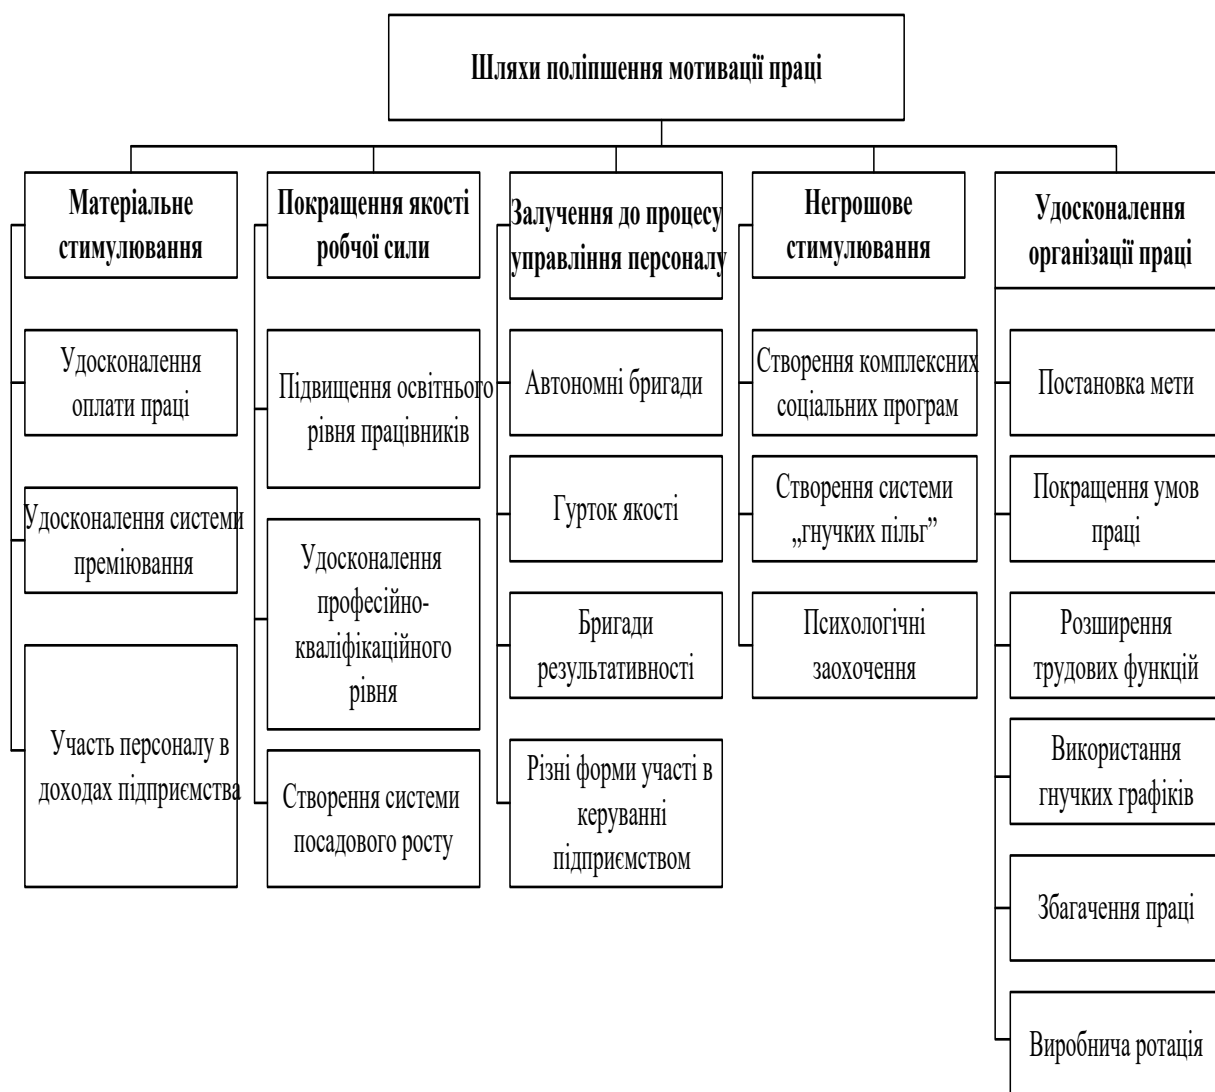 Шляхи поліпшення мотивації праці
Матеріальне
стимулювання
Удосконалення
оплати праці
Удосконалення системи
преміювання
Участь персоналу в
доходах підприємства
Покращення якості
робчої сили
Підвищення освітнього
рівня працівників
Удосконалення
професійно-
кваліфікаційного
рівня
Створення системи
посадового росту
Залучення до процесу
управління персоналу
Автономні бригади
Гурток якості
Бригади
результативності
Різні форми участі в
керуванні
підприємством
Негрошове
стимулювання
Створення комплексних
соціальних програм
Створення системи
„гнучких пільг”
Психологічні
заохочення
Удосконалення
організації праці
Постановка мети
Покращення умов
праці
Розширення
трудових функцій
Використання
гнучких графіків
Збагачення праці
Виробнича ротація